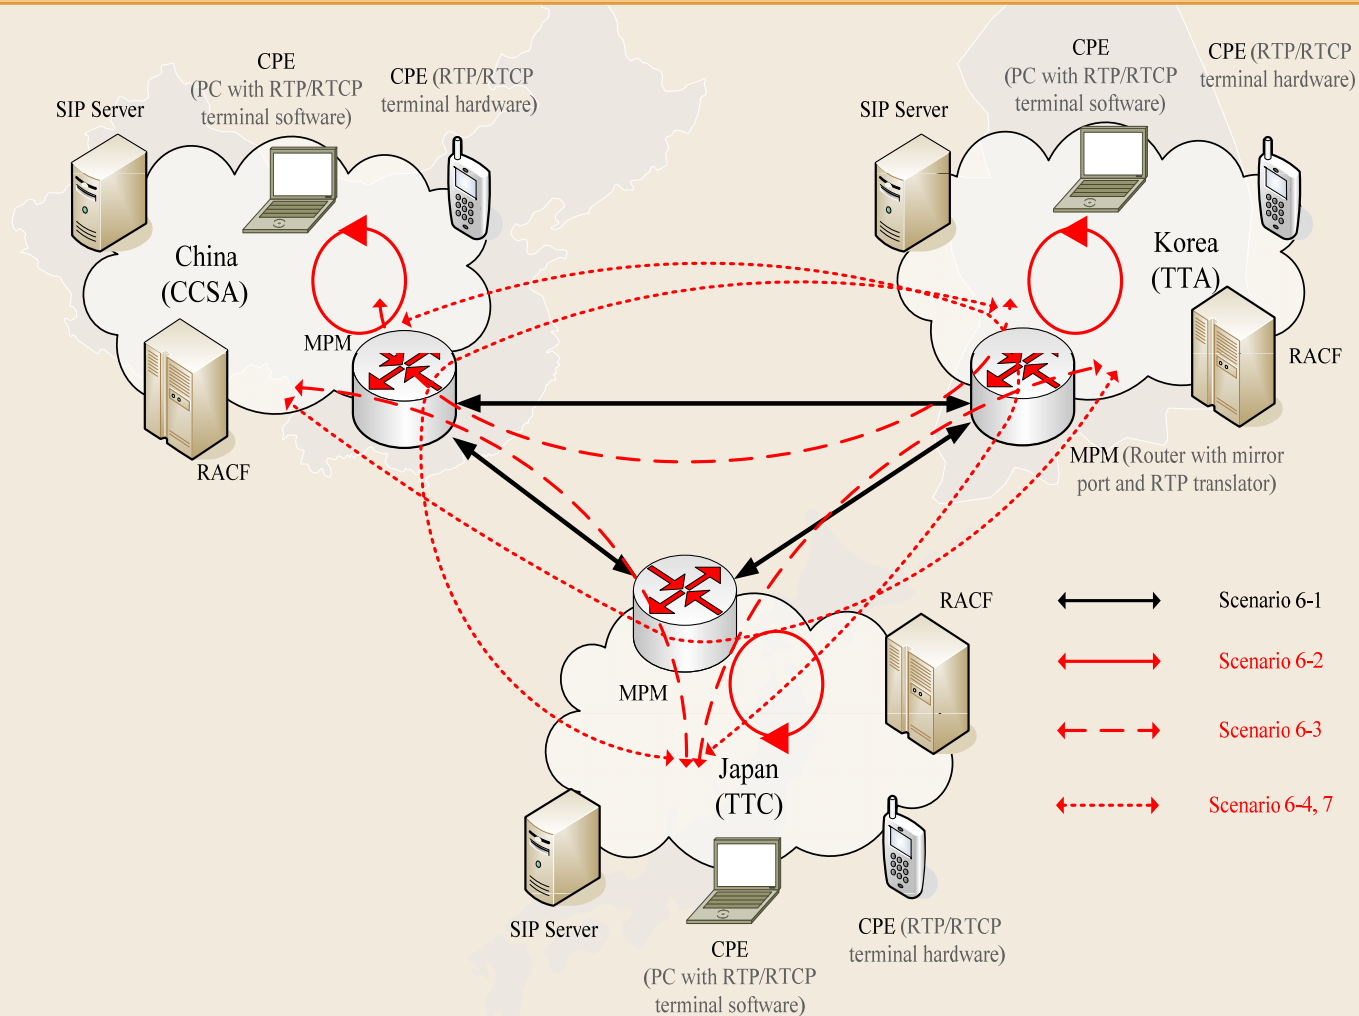 CPE
(PC with RTP/RTCP
terminal software)
CPE (RTP/RTCP
terminal hardware)
SIP Server
China
(CCSA)
MPM
RACF
CPE
(PC with RTP/RTCP
terminal software)
CPE (RTP/RTCP
terminal hardware)
SIP Server
Korea
(TTA)
RACF
MPM (Router with mirror
port and RTP translator)
RACF
MPM
Japan
(TTC)
SIP Server
CPE
(PC with RTP/RTCP
terminal software)
CPE (RTP/RTCP
terminal hardware)
Scenario 6-1
Scenario 6-2
Scenario 6-3
Scenario 6-4, 7